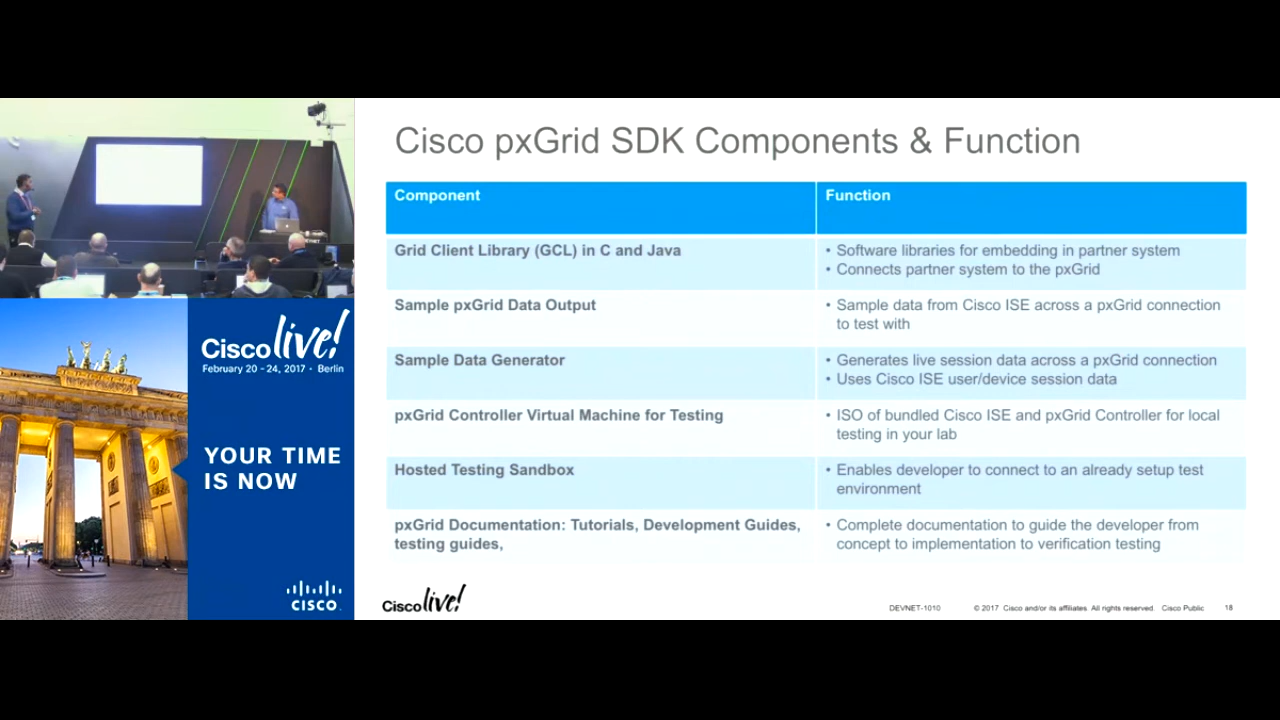 Cisco pxGrid SDK Components & Function
Component
Function
Grid Client Library (GCL) in C and Java
• Software libraries for embedding in partner system
• Connects partner system to the pxGrid
Sample pxGrid Data Output
• Sample data from Cisco ISE across a pxGrid connection
to test with
Sample Data Generator
• Generates live session data across a pxGrid connection
• Uses Cisco ISE user/device session data
pxGrid Controller Virtual Machine for Testing
• ISO of bundled Cisco ISE and pxGrid Controller for local
testing in your lab
Hosted Testing Sandbox
• Enables developer to connect to an already setup test
environment
pxGrid Documentation: Tutorials, Development Guides,
testing guides,
• Complete documentation to guide the developer from
concept to implementation to verification testing
Cisco live!
DEVNET-1010
© 2017 Cisco and/or its affiliates. All rights reserved. Cisco Public
18
Cisco live!
February 20 - 24, 2017 • Berlin
YOUR TIME
IS NOW
CISCO